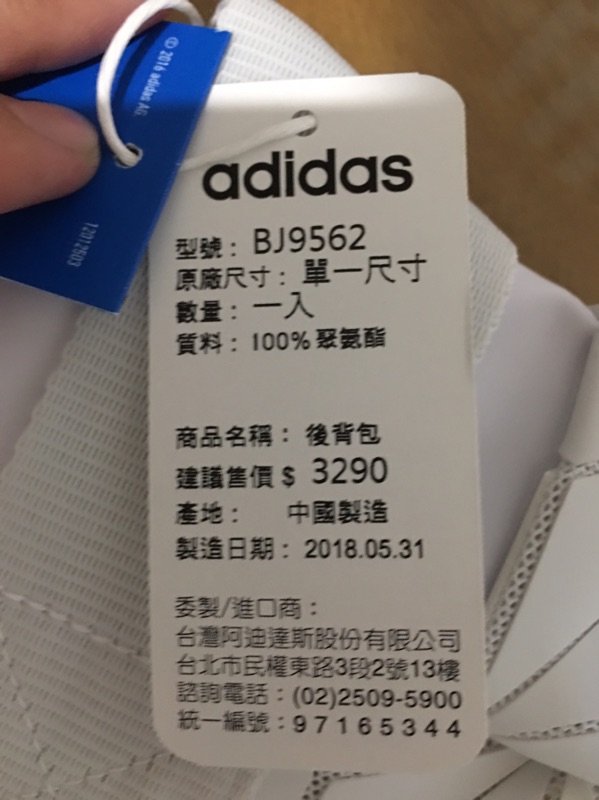 © 2016 adidas AG
12012503
adidas
型號： BJ9562
原廠尺寸： 單一尺寸
數量： 一入
質料： 100% 聚氨酯
商品名稱： 後背包
建議售價 $ 3290
產地： 中國製造
製造日期： 2018.05.31
委製/進口商：
台灣阿迪達斯股份有限公司
台北市民權東路3段2號13樓
諮詢電話：(02)2509-5900
統一編號：97165344